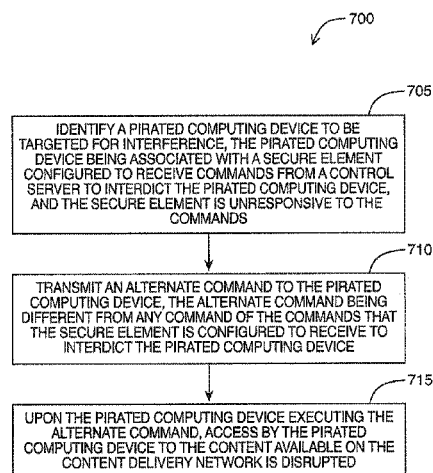 700
705
IDENTIFY A PIRATED COMPUTING DEVICE TO BE
TARGETED FOR INTERFERENCE, THE PIRATED COMPUTING
DEVICE BEING ASSOCIATED WITH A SECURE ELEMENT
CONFIGURED TO RECEIVE COMMANDS FROM A CONTROL
SERVER TO INTERDICT THE PIRATED COMPUTING DEVICE,
AND THE SECURE ELEMENT IS UNRESPONSIVE TO THE
COMMANDS
710
TRANSMIT AN ALTERNATE COMMAND TO THE PIRATED
COMPUTING DEVICE, THE ALTERNATE COMMAND BEING
DIFFERENT FROM ANY COMMAND OF THE COMMANDS THAT
THE SECURE ELEMENT IS CONFIGURED TO RECEIVE TO
INTERDICT THE PIRATED COMPUTING DEVICE
715
UPON THE PIRATED COMPUTING DEVICE EXECUTING THE
ALTERNATE COMMAND, ACCESS BY THE PIRATED
COMPUTING DEVICE TO THE CONTENT AVAILABLE ON THE
CONTENT DELIVERY NETWORK IS DISRUPTED